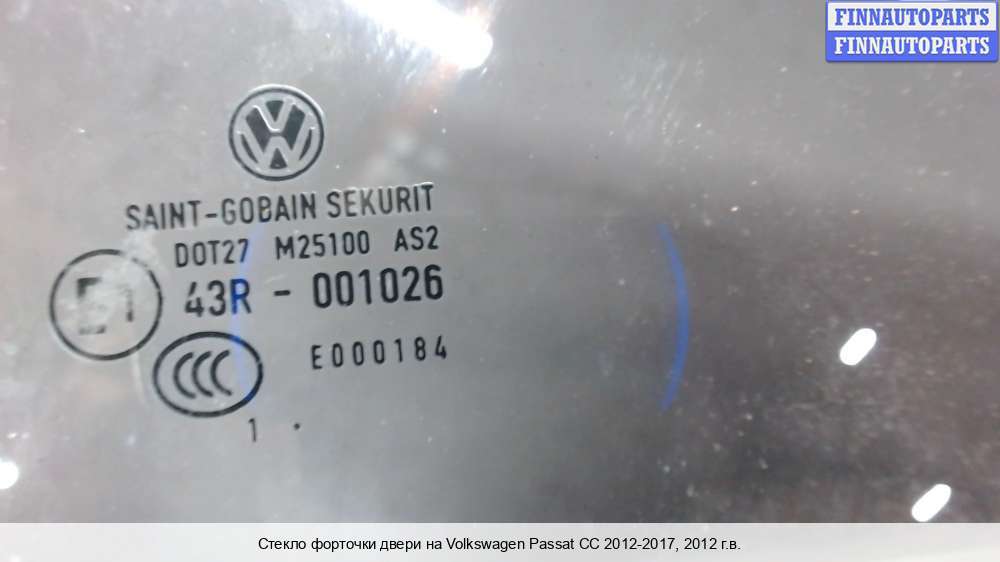 FINNAUTOPARTS
FINNAUTOPARTS
SAINT-GOBAIN SEKURIT
DOT27 M25100 AS2
E1
43R - 001026
CCC
E000184
1 .
Стекло форточки двери на Volkswagen Passat CC 2012-2017, 2012 г.в.